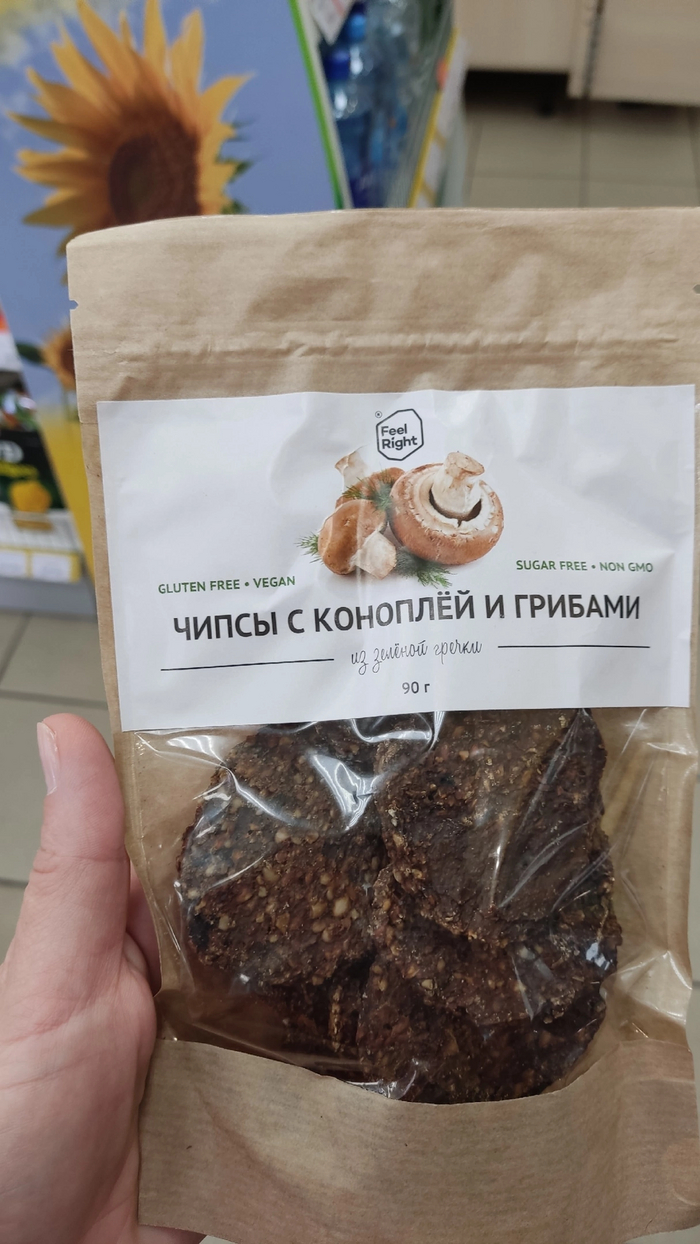 Feel
Right
GLUTEN FREE • VEGAN
SUGAR FREE • NON GMO
ЧИПСЫ С КОНОПЛЁЙ И ГРИБАМИ
из зелёной гречки
90 г